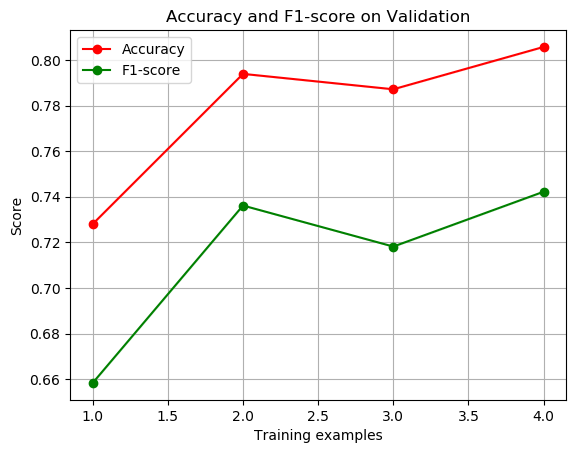 Accuracy and F1-score on Validation
Accuracy
F1-score
0.80
0.78
0.76
0.74
0.72
0.70
0.68
0.66
Score
1.0 1.5 2.0 2.5 3.0 3.5 4.0
Training examples